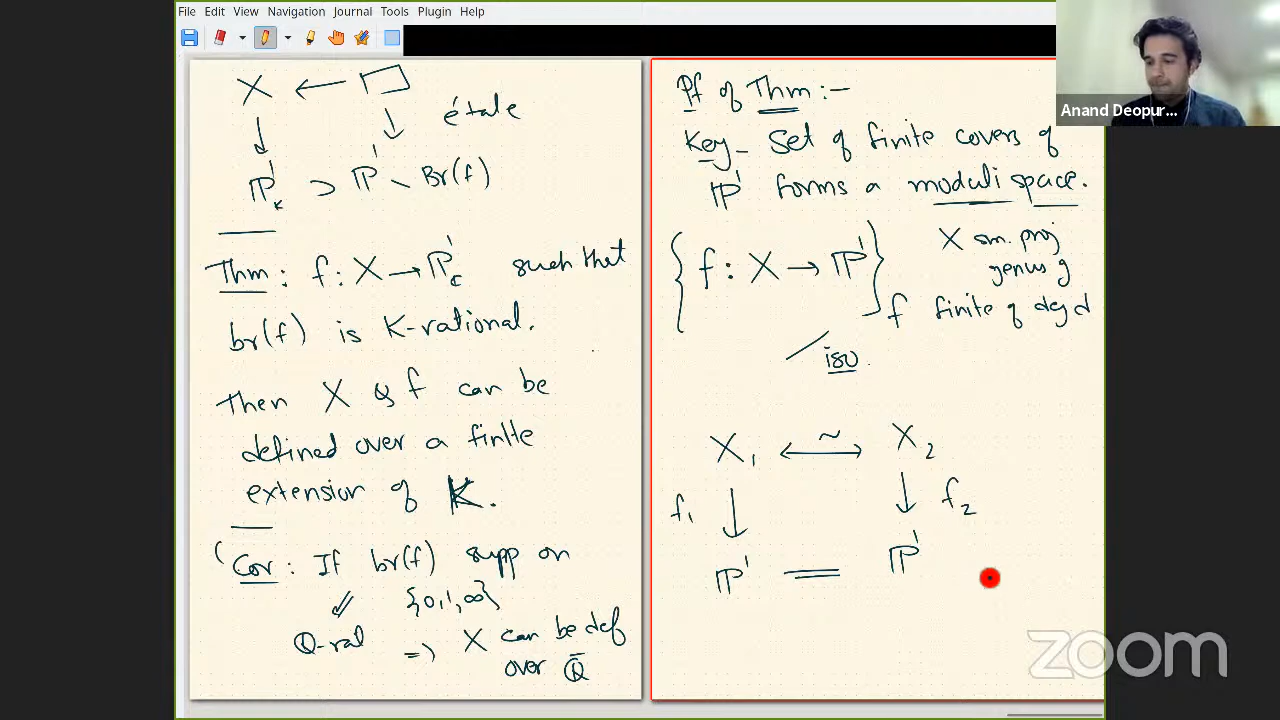 File Edit View Navigation Journal Tools Plugin Help
X ← □
étale
ℙ¹_K ⊃ ℙ¹ \ Br(f)
Thm: f: X → ℙ¹_C such that
br(f) is K-rational.
Then X & f can be
defined over a finite
extension of K.
(Cor: If br(f) supp on
{0,1,∞}
Q-ral ⇒ X can be def
over Q̄
Pf of Thm :-
Key - Set of finite covers of
ℙ¹ forms a moduli space.
{f: X → ℙ¹} X sm. proj
genus g
f finite of deg d
/ iso.
X₁ ⟷ ~ X₂
f₁ ↓ ↓ f₂
ℙ¹ = ℙ¹
Anand Deopur...
zoom